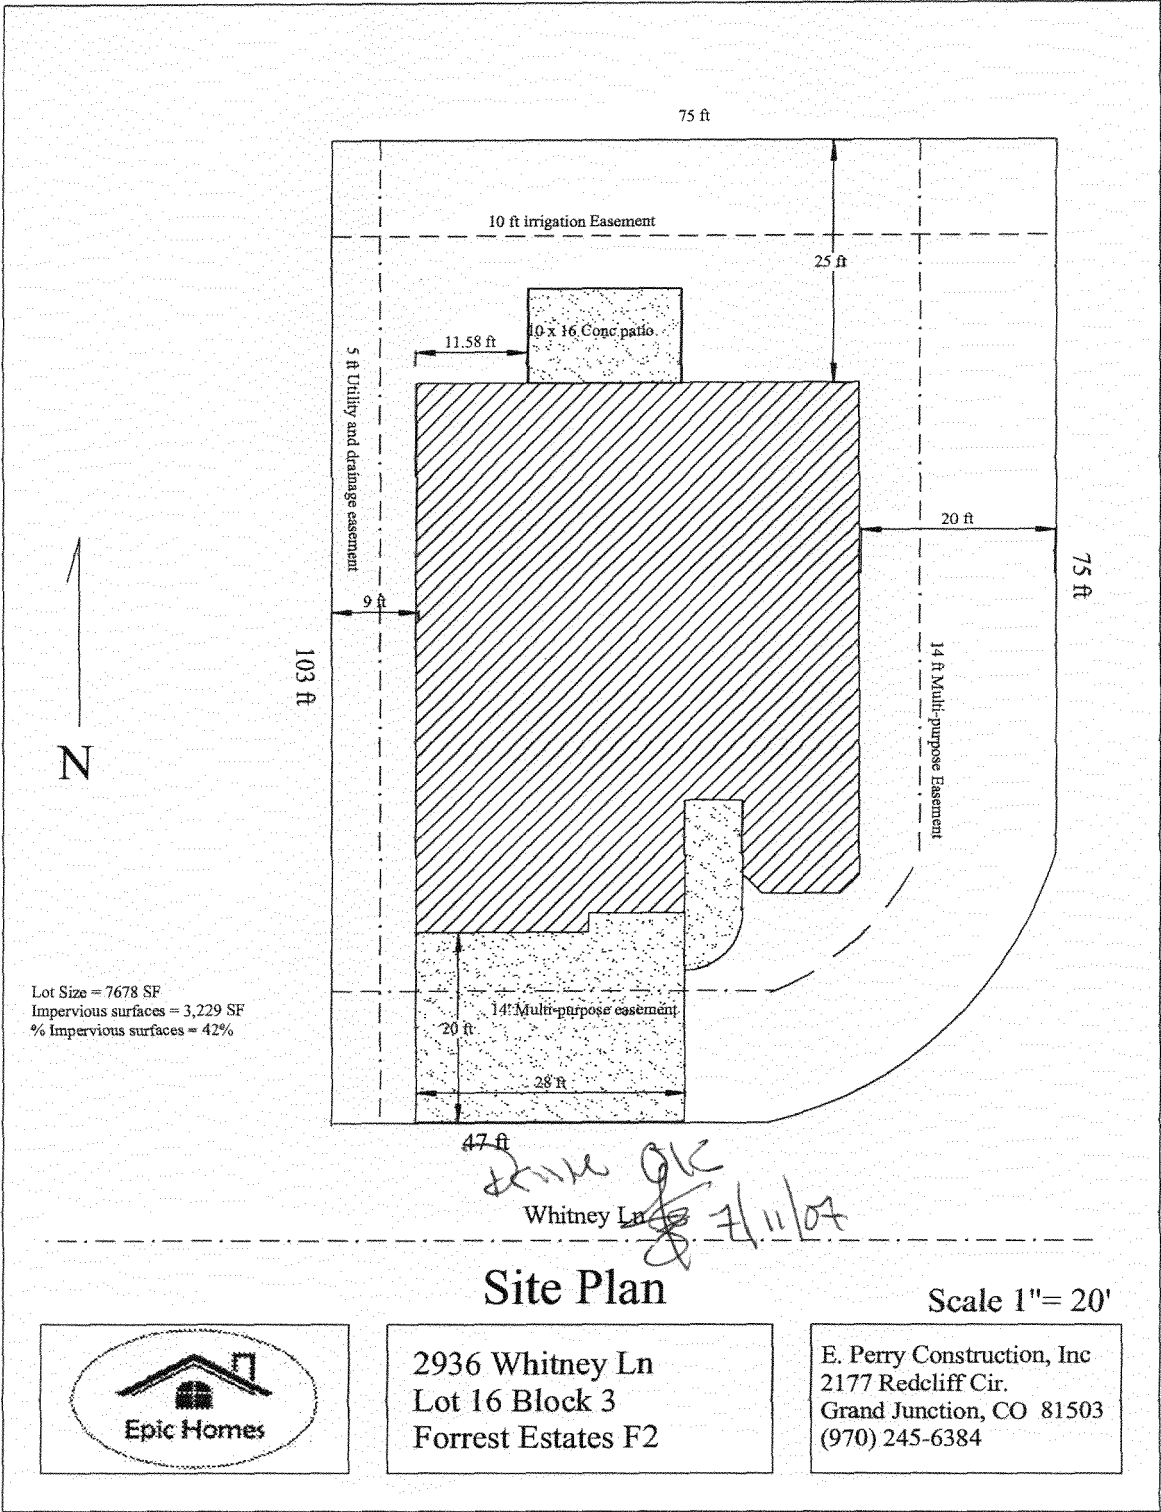 75 ft
10 ft irrigation Easement
25 ft
10 x 16 Conc patio
11.58 ft
5 ft Utility and drainage easement
20 ft
75 ft
9 ft
103 ft
14 ft Multi-purpose Easement
N
Lot Size = 7678 SF
Impervious surfaces = 3,229 SF
% Impervious surfaces = 42%
14' Multi-purpose easement
20 ft
28 ft
47 ft
Drive OK
Whitney Ln
7/11/07
Site Plan
Scale 1"= 20'
Epic Homes
2936 Whitney Ln
Lot 16 Block 3
Forrest Estates F2
E. Perry Construction, Inc
2177 Redcliff Cir.
Grand Junction, CO 81503
(970) 245-6384